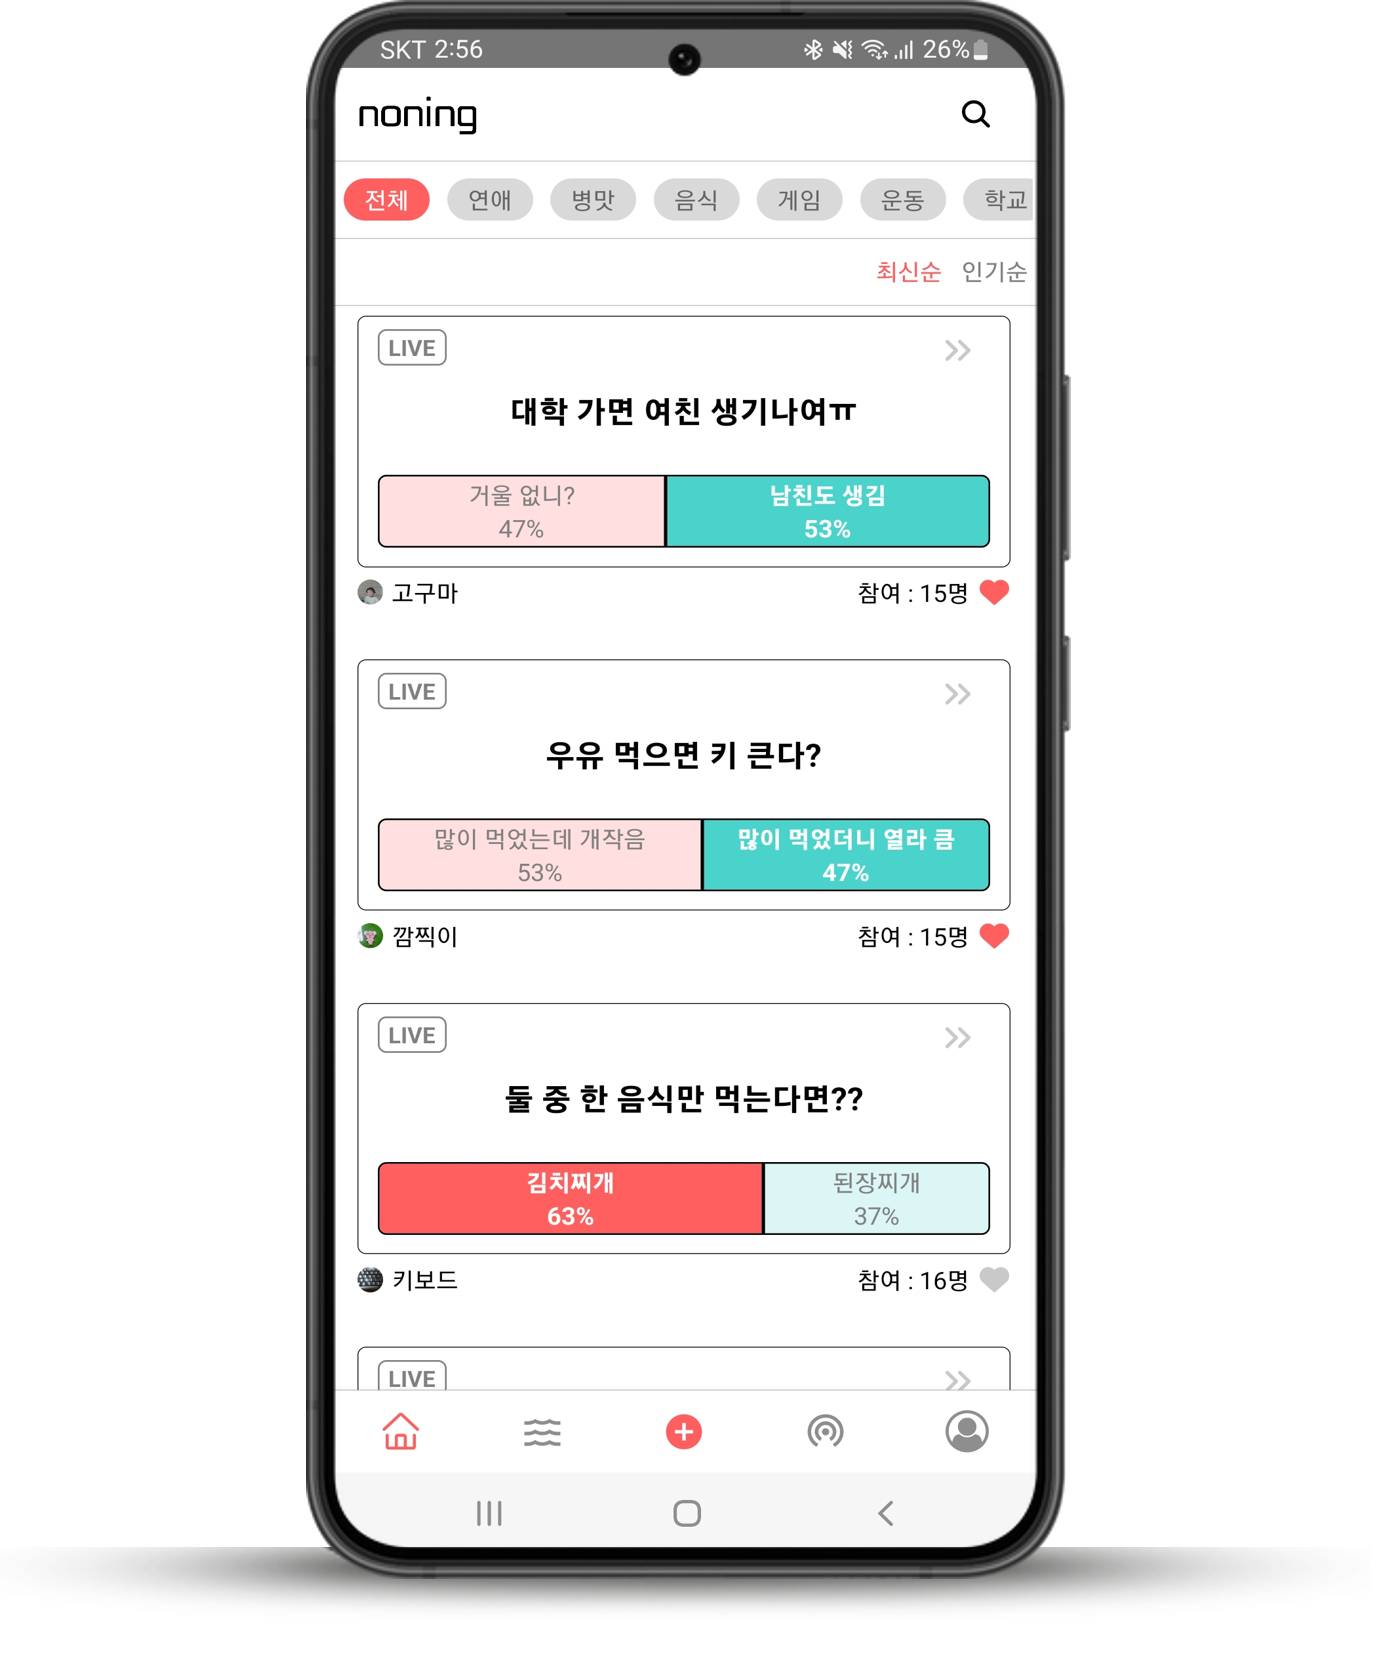 SKT 2:56 26%
noning
전체 연애 병맛 음식 게임 운동 학교
최신순 인기순
LIVE
대학 가면 여친 생기나여ㅠ
거울 없니? 남친도 생김
47% 53%
고구마 참여 : 15명
LIVE
우유 먹으면 키 큰다?
많이 먹었는데 개작음 많이 먹었더니 열라 큼
53% 47%
깜찍이 참여 : 15명
LIVE
둘 중 한 음식만 먹는다면??
김치찌개 된장찌개
63% 37%
키보드 참여 : 16명
LIVE